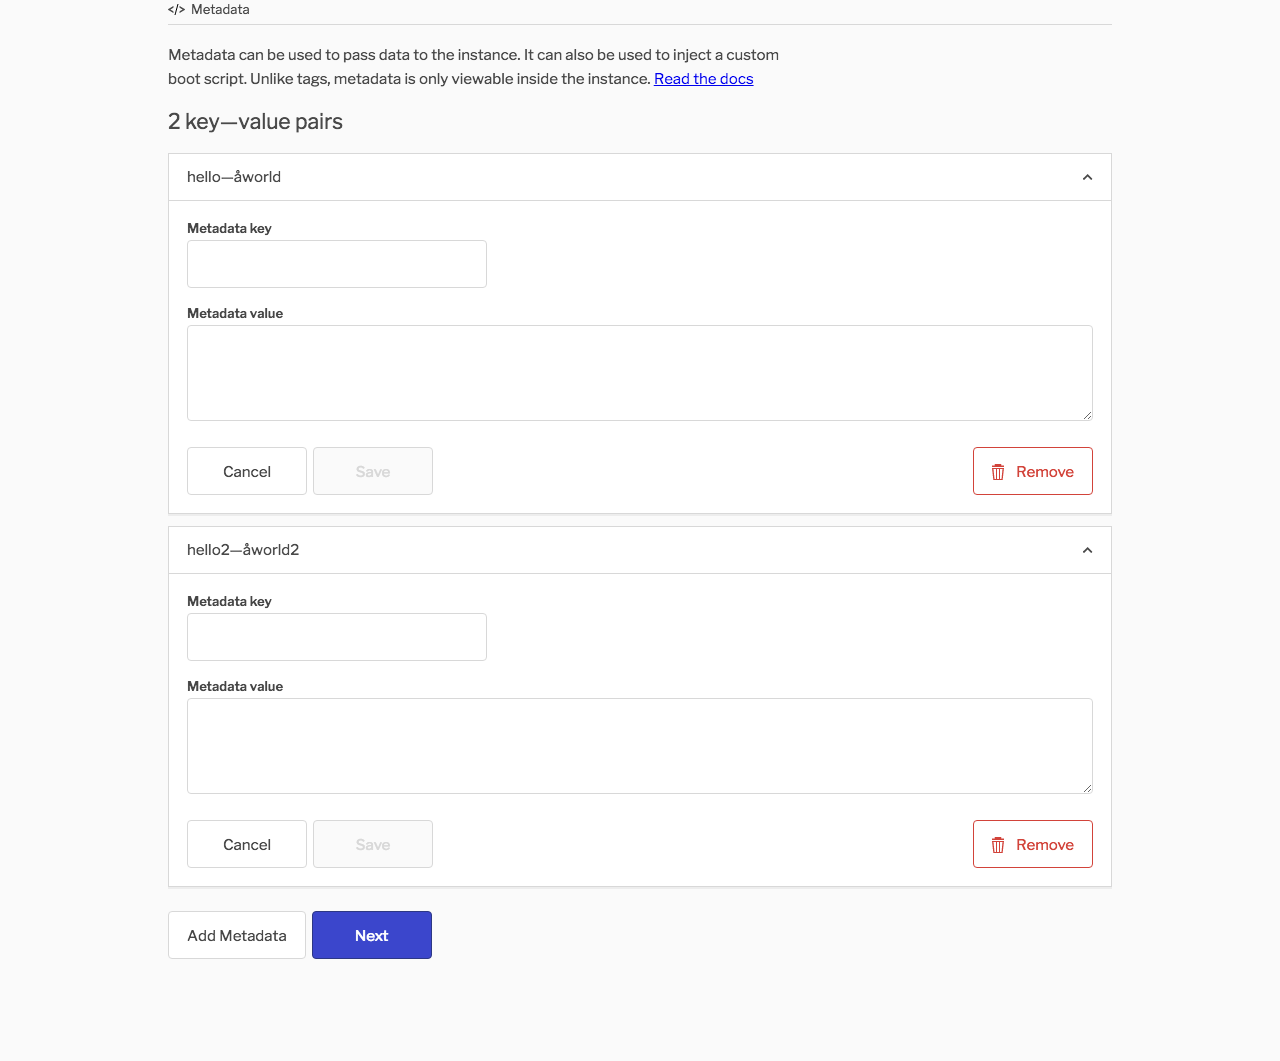 </> Metadata
Metadata can be used to pass data to the instance. It can also be used to inject a custom
boot script. Unlike tags, metadata is only viewable inside the instance. Read the docs
2 key—value pairs
hello—åworld
Metadata key
Metadata value
Cancel Save Remove
hello2—åworld2
Metadata key
Metadata value
Cancel Save Remove
Add Metadata Next